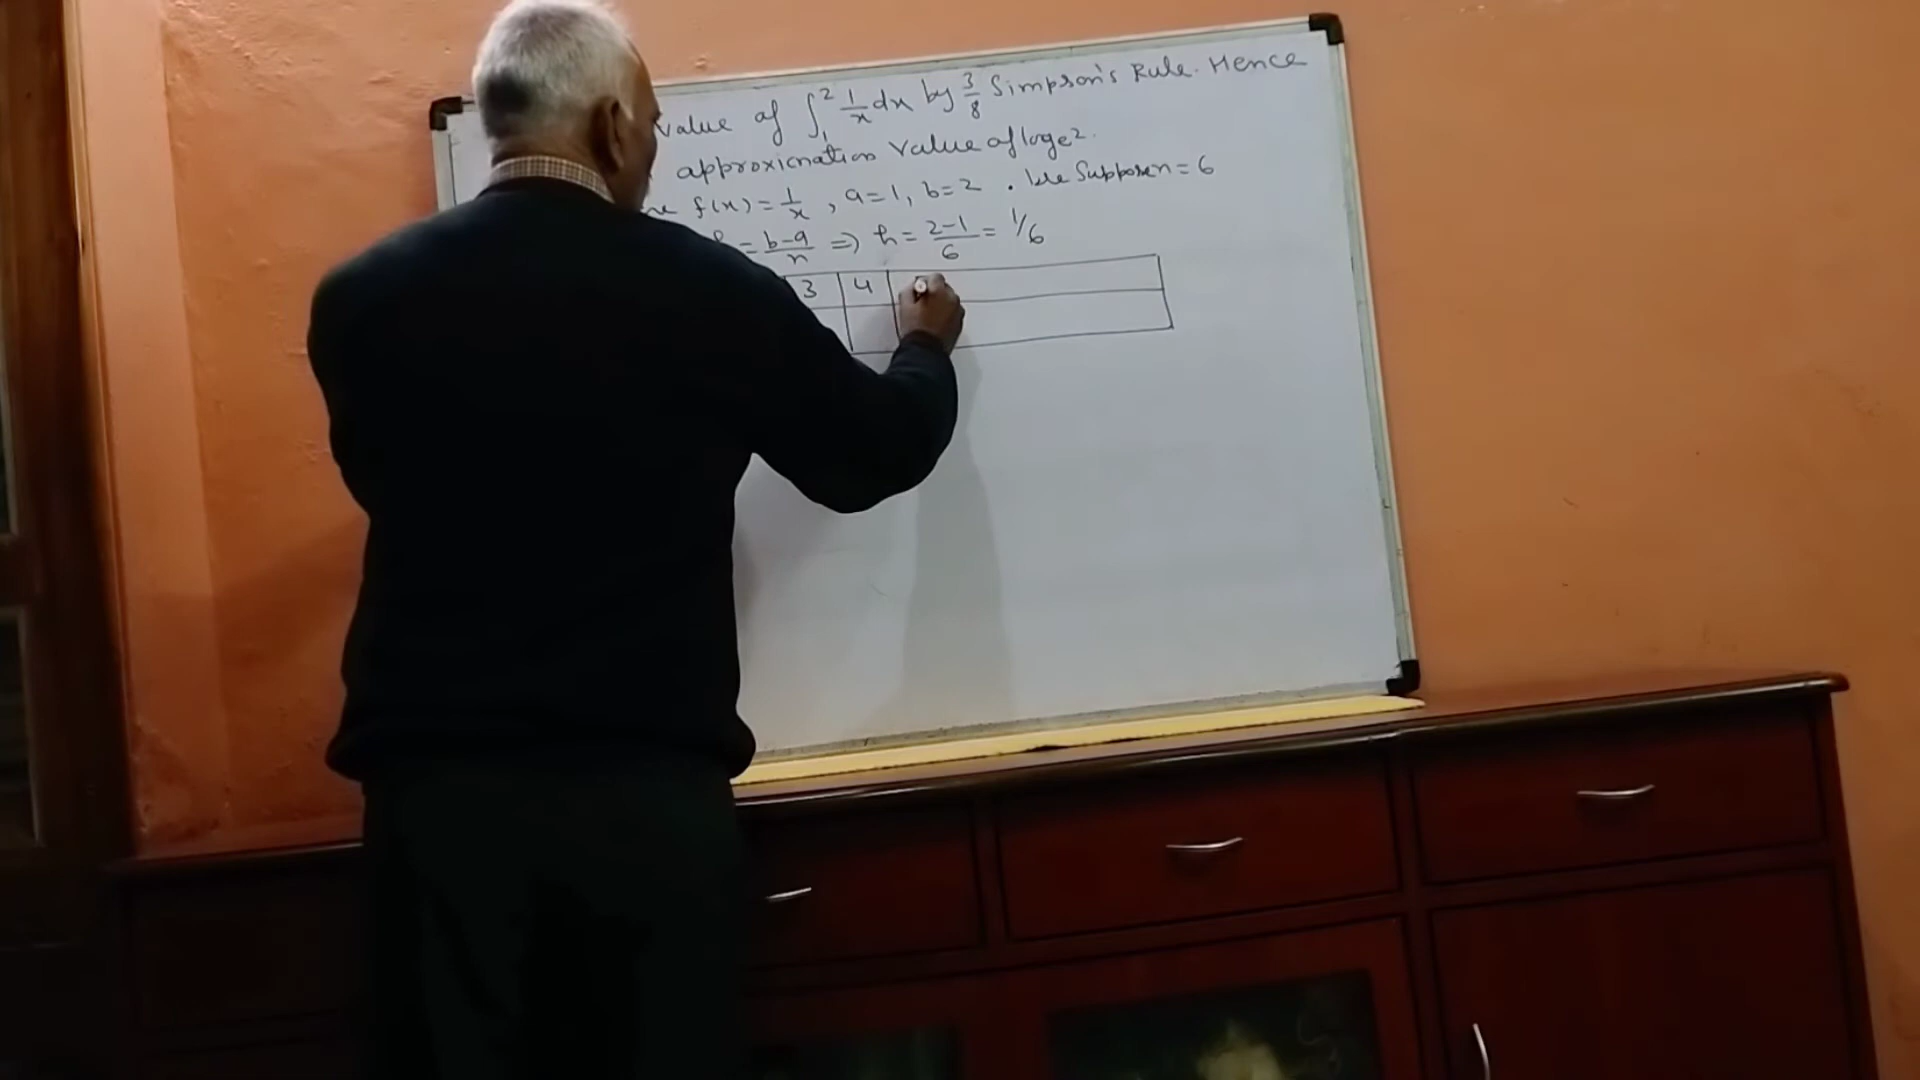 value of ∫₁² 1/x dx by 3/8 Simpson's Rule. Hence
approximation value of loge2.
f(x) = 1/x , a=1, b=2 . We Suppose n = 6
= b-a/n => h = 2-1/6 = 1/6
3 4